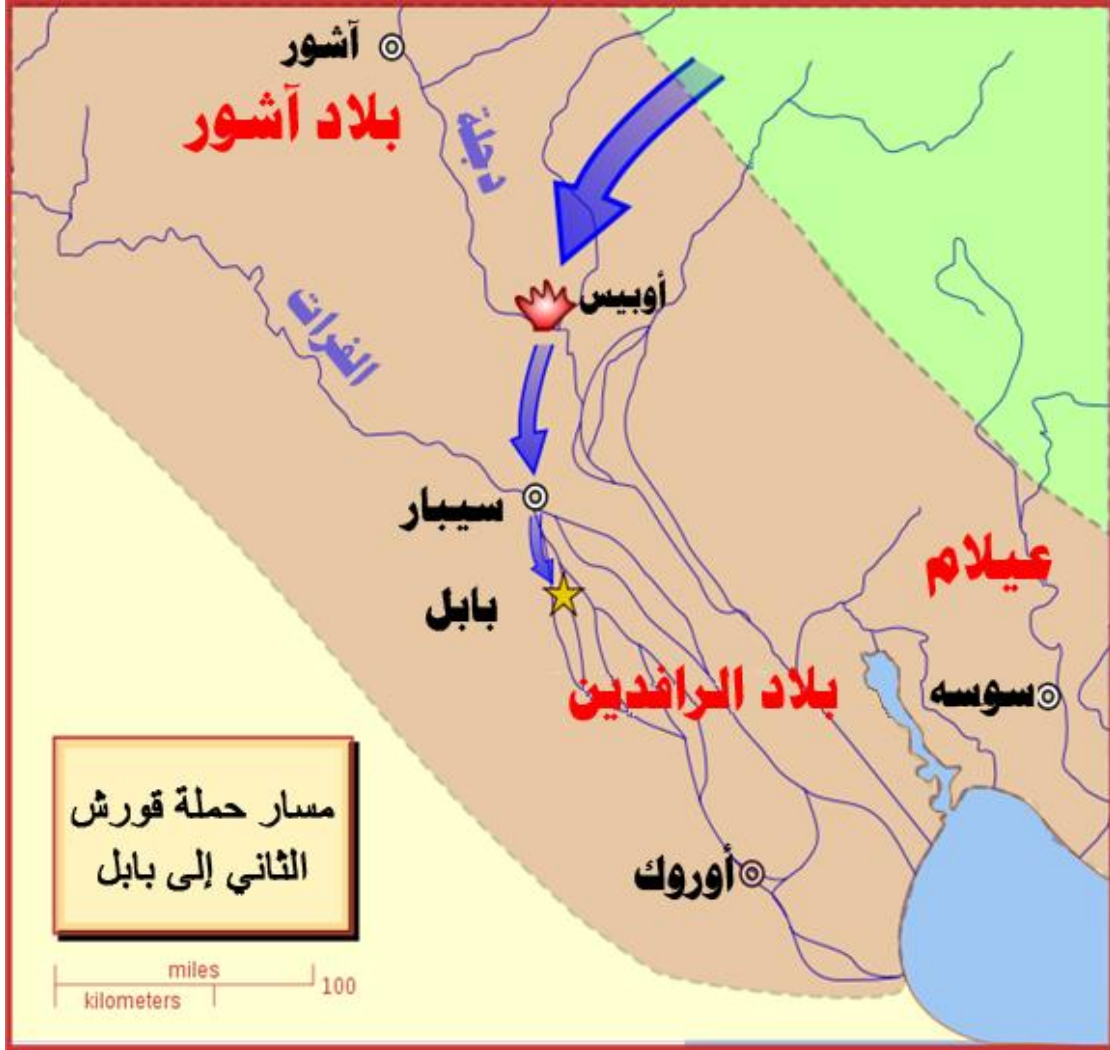 آشور
بلاد آشور
دجلة
أوبيس
الفرات
سيبار
عيلام
بابل
بلاد الرافدين
سوسه
مسار حملة قورش
الثاني إلى بابل
أوروك
miles
100
kilometers